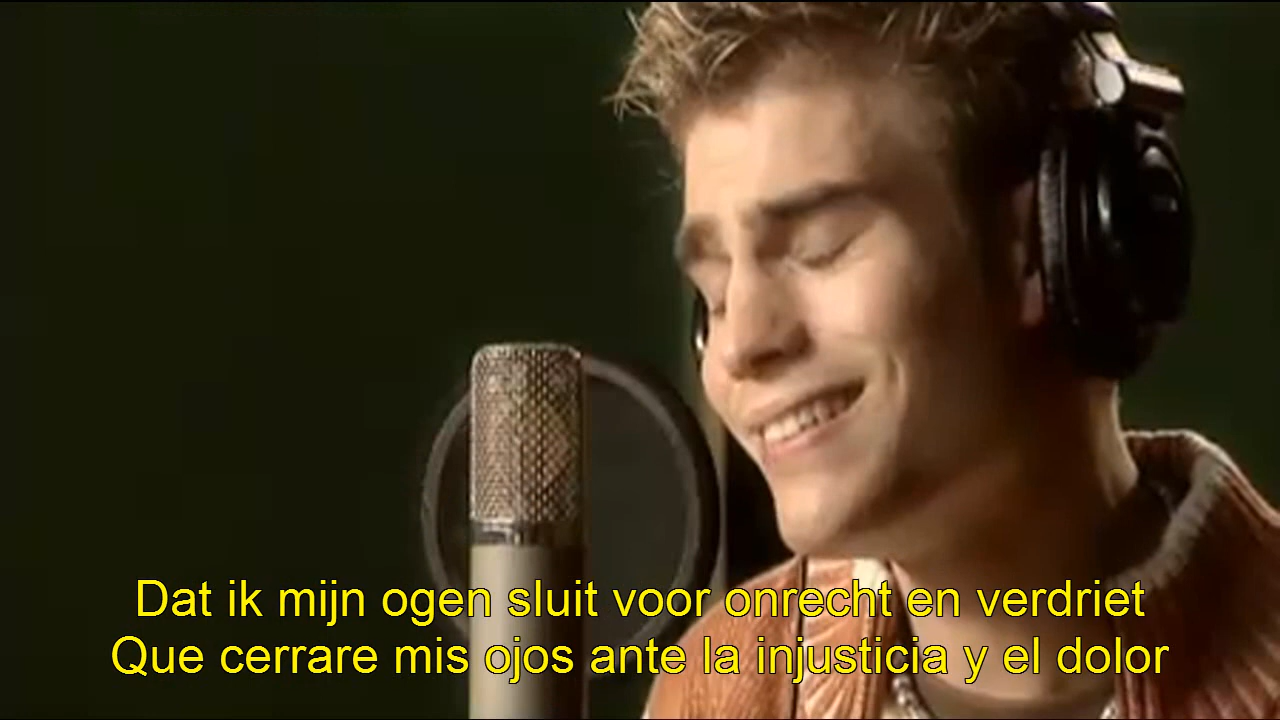 Dat ik mijn ogen sluit voor onrecht en verdriet
Que cerrare mis ojos ante la injusticia y el dolor